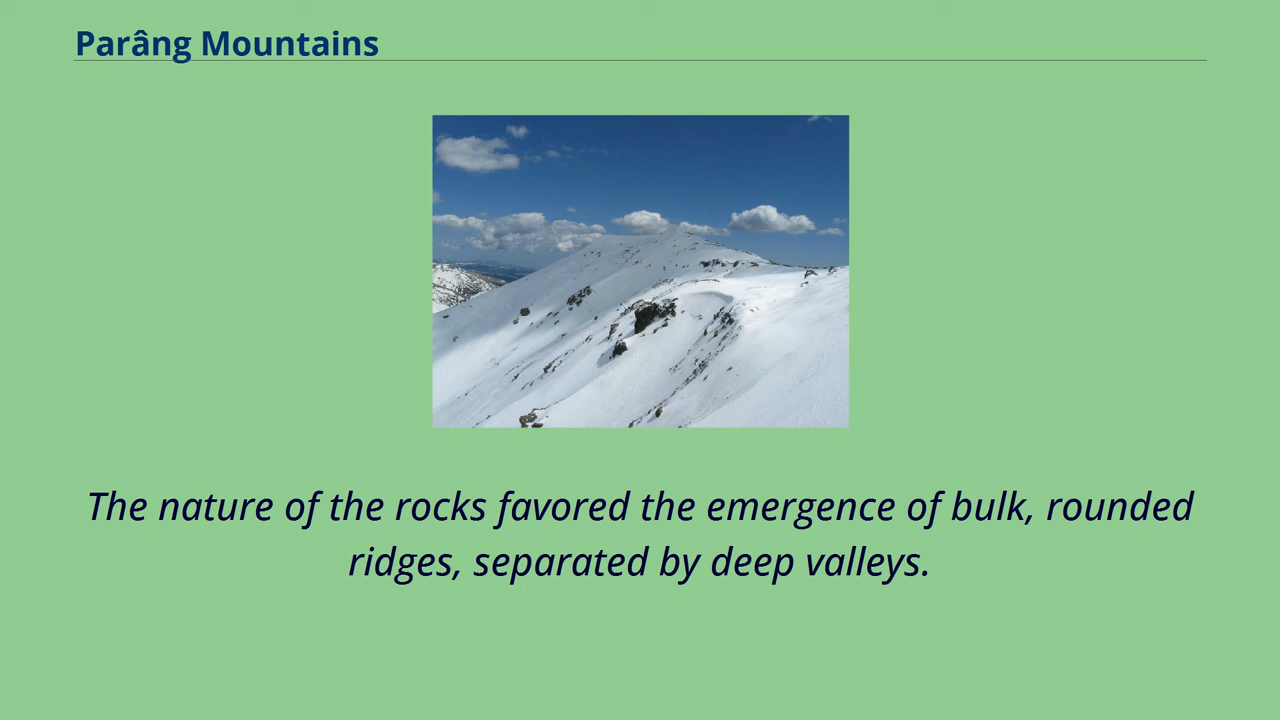 Parâng Mountains
The nature of the rocks favored the emergence of bulk, rounded
ridges, separated by deep valleys.